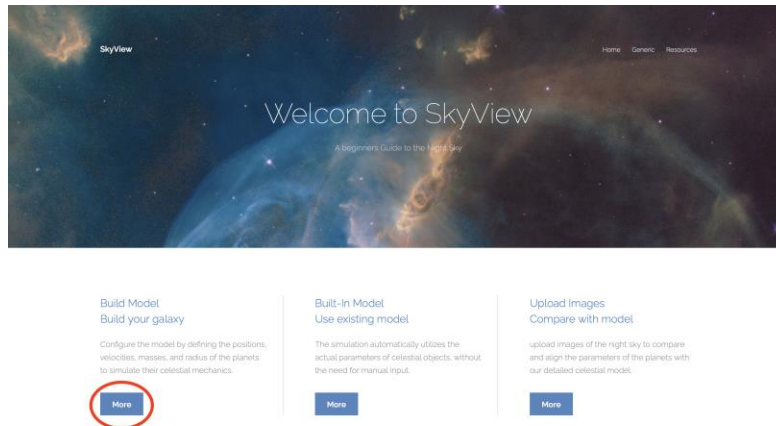 SkyView
Home Generic Resources
Welcome to SkyView
A beginners Guide to the Night Sky
Build Model
Build your galaxy
Configure the model by defining the positions,
velocities, masses, and radius of the planets
to simulate their celestial mechanics.
More
Built-In Model
Use existing model
The simulation automatically utilizes the
actual parameters of celestial objects, without
the need for manual input.
More
Upload Images
Compare with model
upload images of the night sky to compare
and align the parameters of the planets with
our detailed celestial model.
More